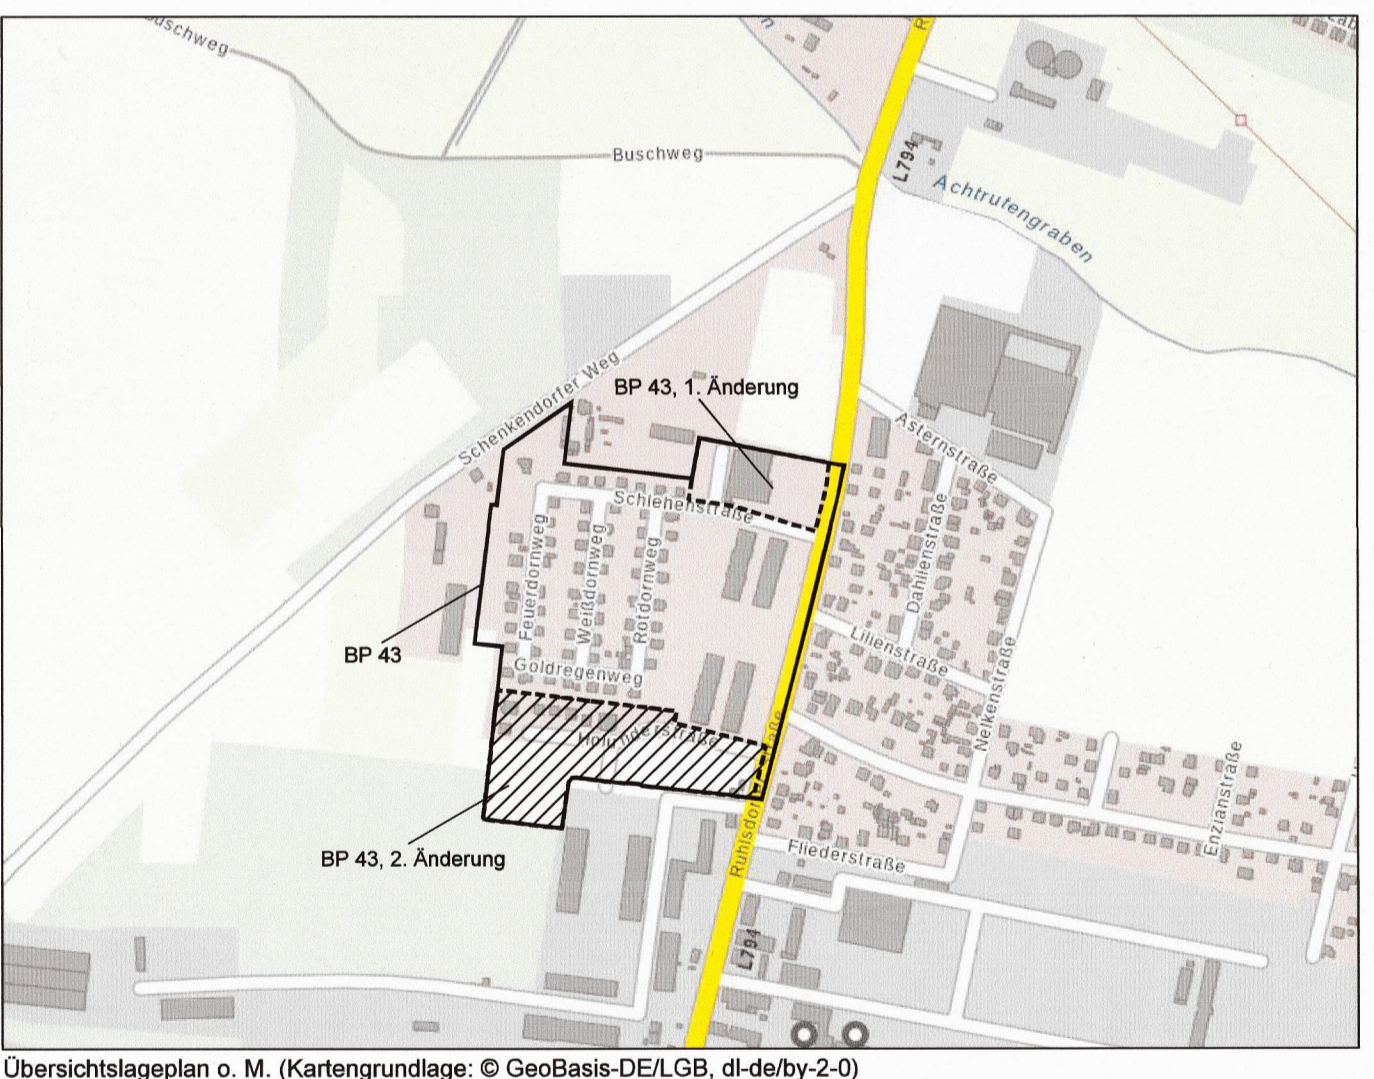 Buschweg
Buschweg
L794
Achtrutengraben
Schenkendorfer Weg
BP 43, 1. Änderung
Asternstraße
Schlehenstraße
Dahlienstraße
Feuerdornweg
Weißdornweg
Rotdornweg
Lilienstraße
BP 43
Goldregenweg
Nelkenstraße
Holunderstraße
Enzianstraße
BP 43, 2. Änderung
Fliederstraße
L794
Übersichtslageplan o. M. (Kartengrundlage: © GeoBasis-DE/LGB, dl-de/by-2-0)